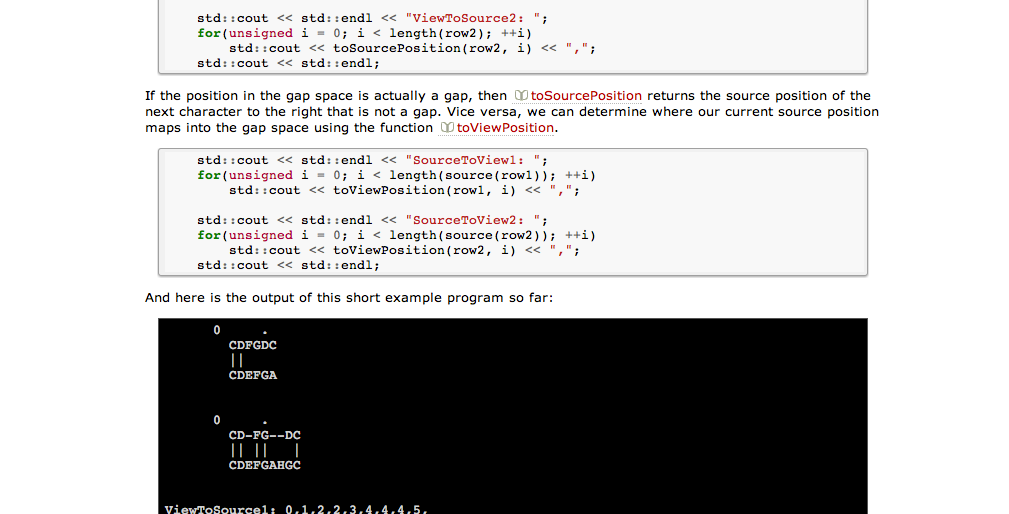 std::cout << std::endl << "ViewToSource2: ";
for(unsigned i = 0; i < length(row2); ++i)
std::cout << toSourcePosition(row2, i) << ",";
std::cout << std::endl;
If the position in the gap space is actually a gap, then toSourcePosition returns the source position of the
next character to the right that is not a gap. Vice versa, we can determine where our current source position
maps into the gap space using the function toViewPosition.
std::cout << std::endl << "SourceToView1: ";
for(unsigned i = 0; i < length(source(row1)); ++i)
std::cout << toViewPosition(row1, i) << ",";
std::cout << std::endl << "SourceToView2: ";
for(unsigned i = 0; i < length(source(row2)); ++i)
std::cout << toViewPosition(row2, i) << ",";
std::cout << std::endl;
And here is the output of this short example program so far:
0 .
CDFGDC
||
CDEFGA
0 .
CD-FG--DC
|| || |
CDEFGAHGC
ViewToSource1: 0,1,2,2,3,4,4,4,5,